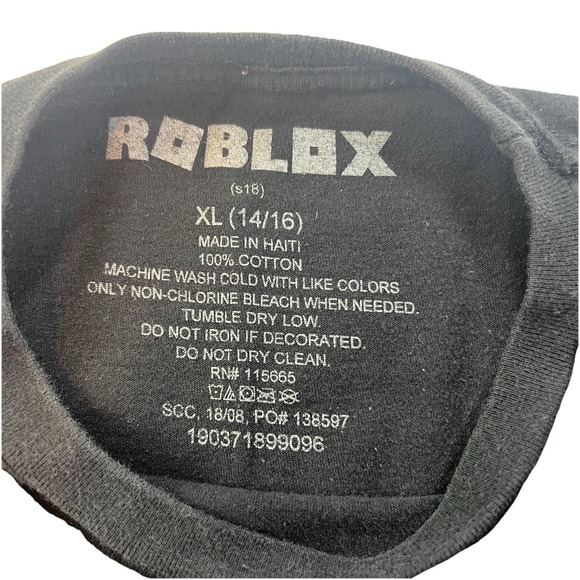 ROBLOX
(s18)
XL (14/16)
MADE IN HAITI
100% COTTON
MACHINE WASH COLD WITH LIKE COLORS
ONLY NON-CHLORINE BLEACH WHEN NEEDED.
TUMBLE DRY LOW.
DO NOT IRON IF DECORATED.
DO NOT DRY CLEAN.
RN# 115665
SCC, 18/08, PO# 138597
190371899096